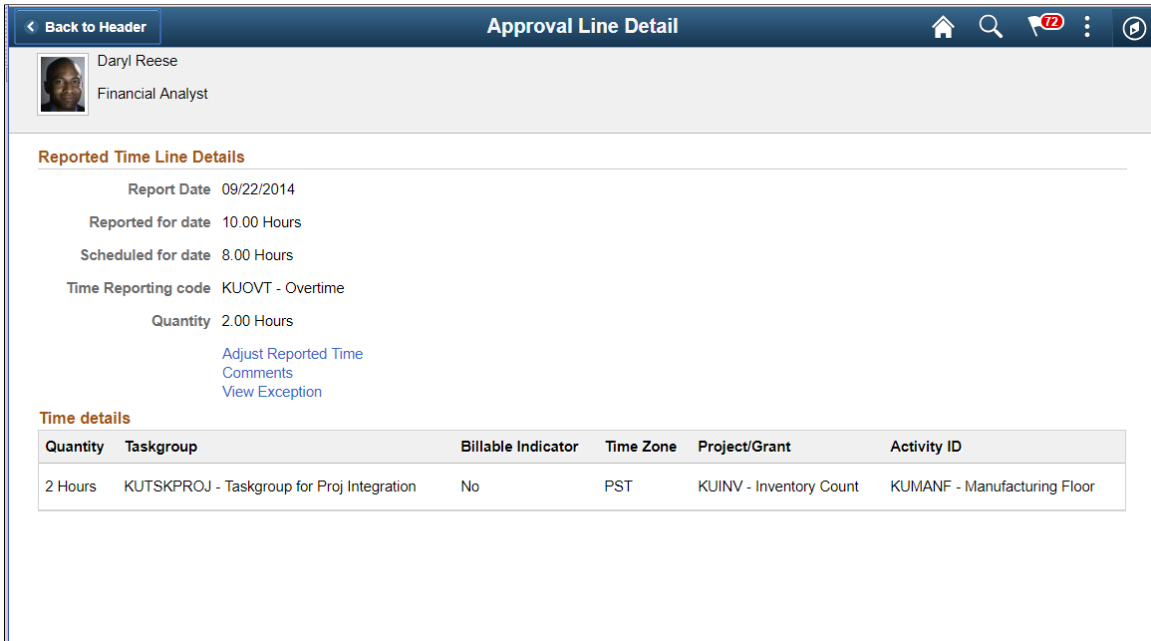 Back to Header
Approval Line Detail
72
Daryl Reese
Financial Analyst
Reported Time Line Details
Report Date 09/22/2014
Reported for date 10.00 Hours
Scheduled for date 8.00 Hours
Time Reporting code KUOVT - Overtime
Quantity 2.00 Hours
Adjust Reported Time
Comments
View Exception
Time details
Quantity Taskgroup Billable Indicator Time Zone Project/Grant Activity ID
2 Hours KUTSKPROJ - Taskgroup for Proj Integration No PST KUINV - Inventory Count KUMANF - Manufacturing Floor